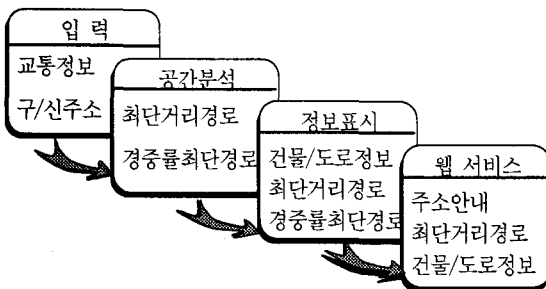 입 력
교통정보
구/신주소
공간분석
최단거리경로
경중률최단경로
정보표시
건물/도로정보
최단거리경로
경중률최단경로
웹 서비스
주소안내
최단거리경로
건물/도로정보